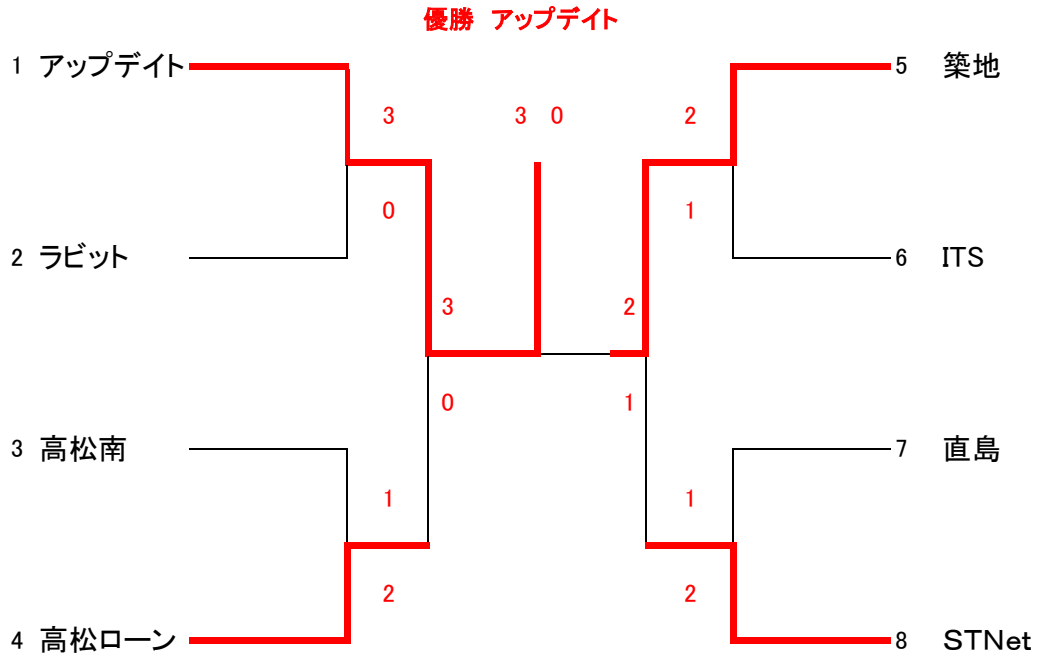 優勝 アップデイト
1 アップデイト 5 築地
3 3 0 2
0 1
2 ラビット 6 ITS
3 2
0 1
3 高松南 7 直島
1 1
2 2
4 高松ローン 8 STNet